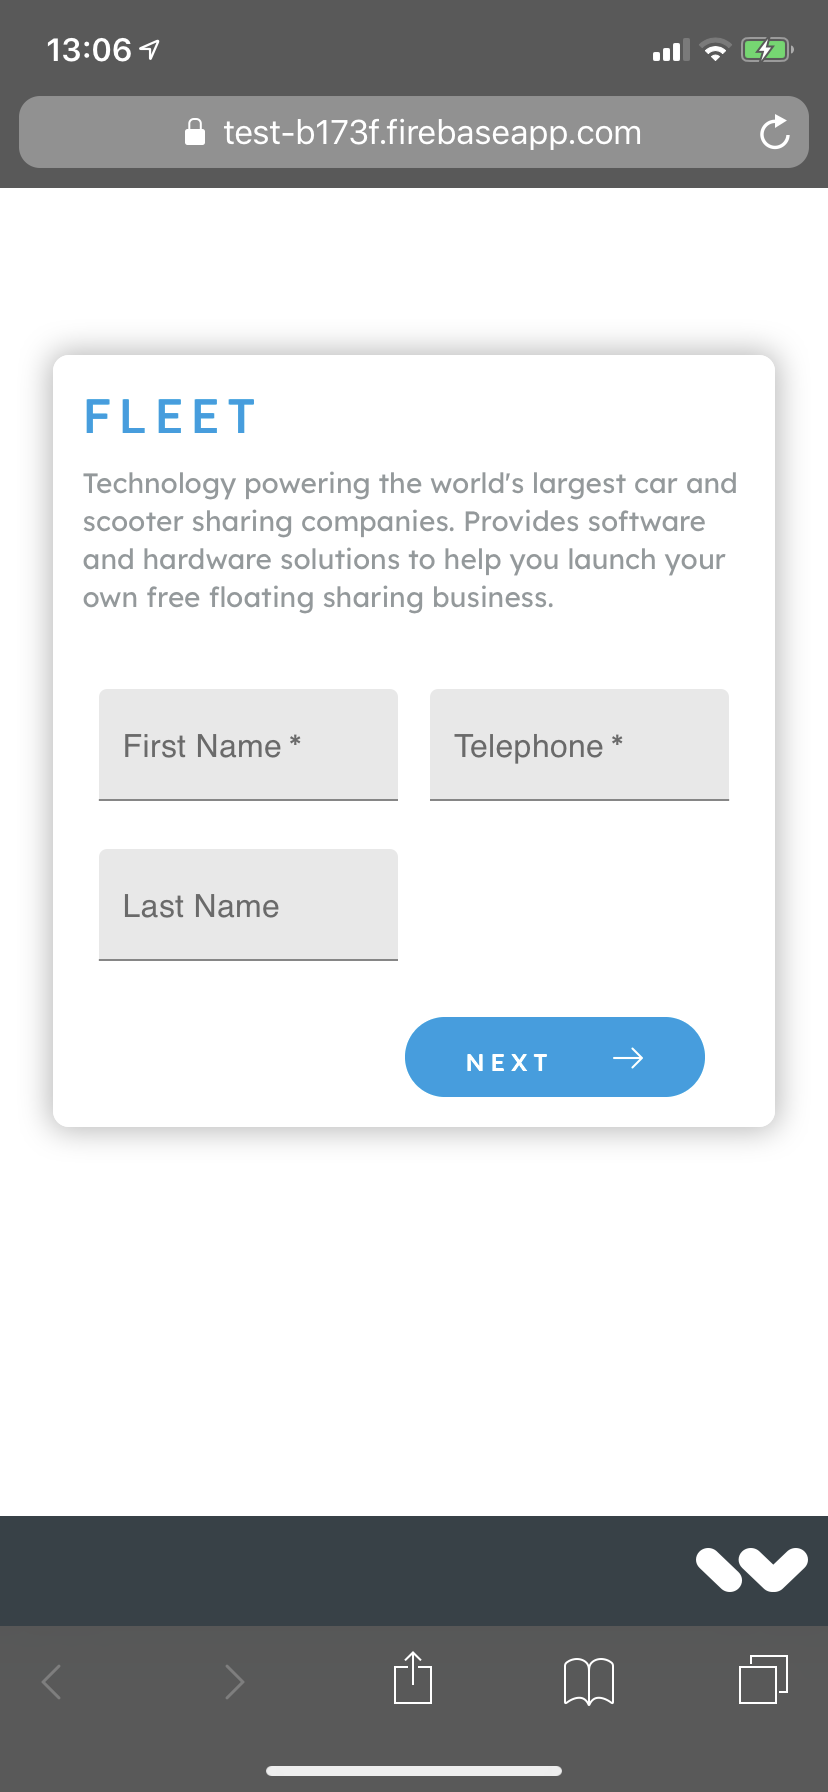 13:06
test-b173f.firebaseapp.com
FLEET
Technology powering the world's largest car and
scooter sharing companies. Provides software
and hardware solutions to help you launch your
own free floating sharing business.
First Name *
Telephone *
Last Name
NEXT